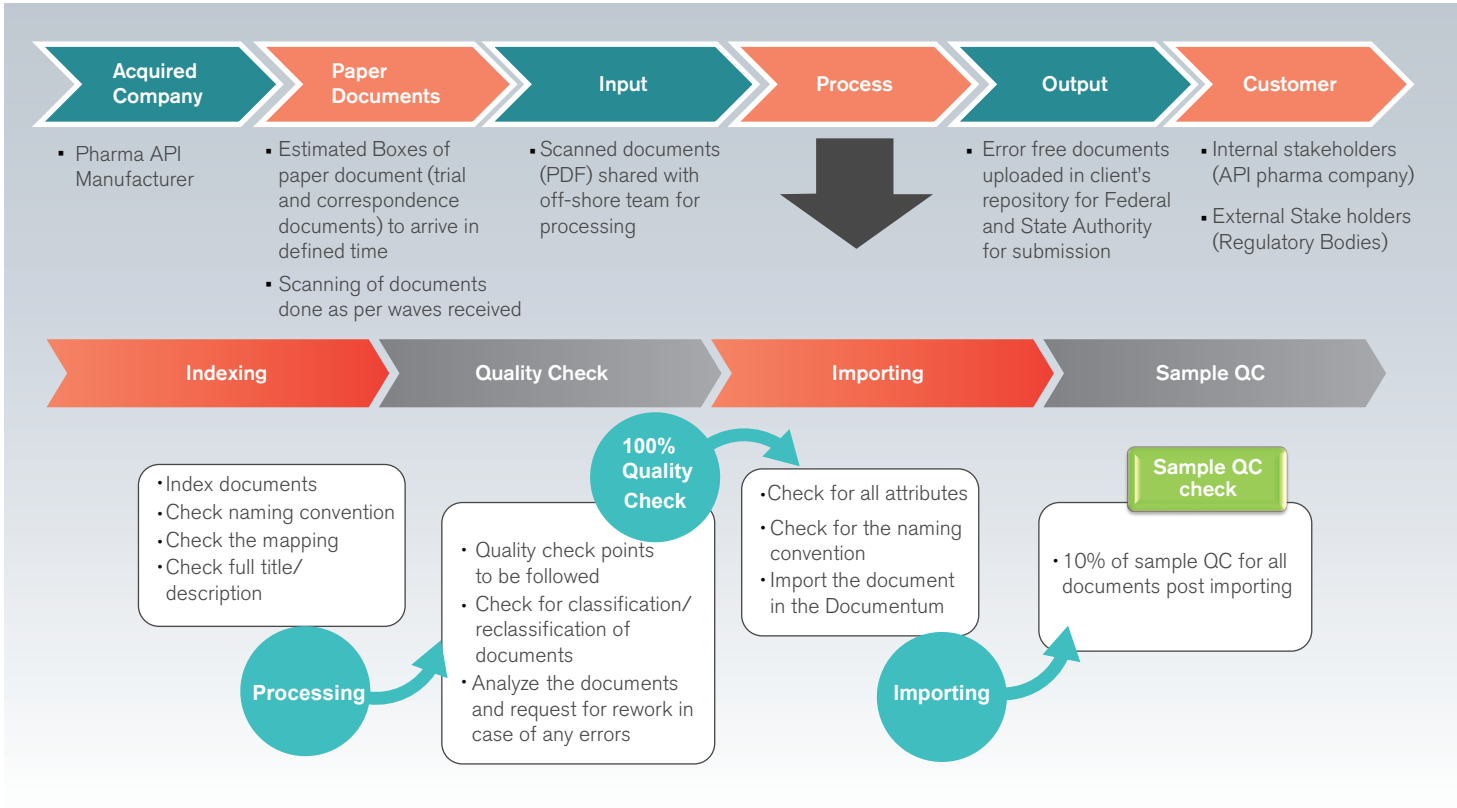 Acquired
Company
Paper
Documents
Input
Process
Output
Customer
▪ Pharma API
Manufacturer
▪ Estimated Boxes of
paper document (trial
and correspondence
documents) to arrive in
defined time
▪ Scanning of documents
done as per waves received
▪ Scanned documents
(PDF) shared with
off-shore team for
processing
▪ Error free documents
uploaded in client's
repository for Federal
and State Authority
for submission
▪ Internal stakeholders
(API pharma company)
▪ External Stake holders
(Regulatory Bodies)
Indexing
Quality Check
Importing
Sample QC
• Index documents
• Check naming convention
• Check the mapping
• Check full title/
description
Processing
100%
Quality
Check
• Quality check points
to be followed
• Check for classification/
reclassification of
documents
• Analyze the documents
and request for rework in
case of any errors
• Check for all attributes
• Check for the naming
convention
• Import the document
in the Documentum
Importing
Sample QC
check
• 10% of sample QC for all
documents post importing